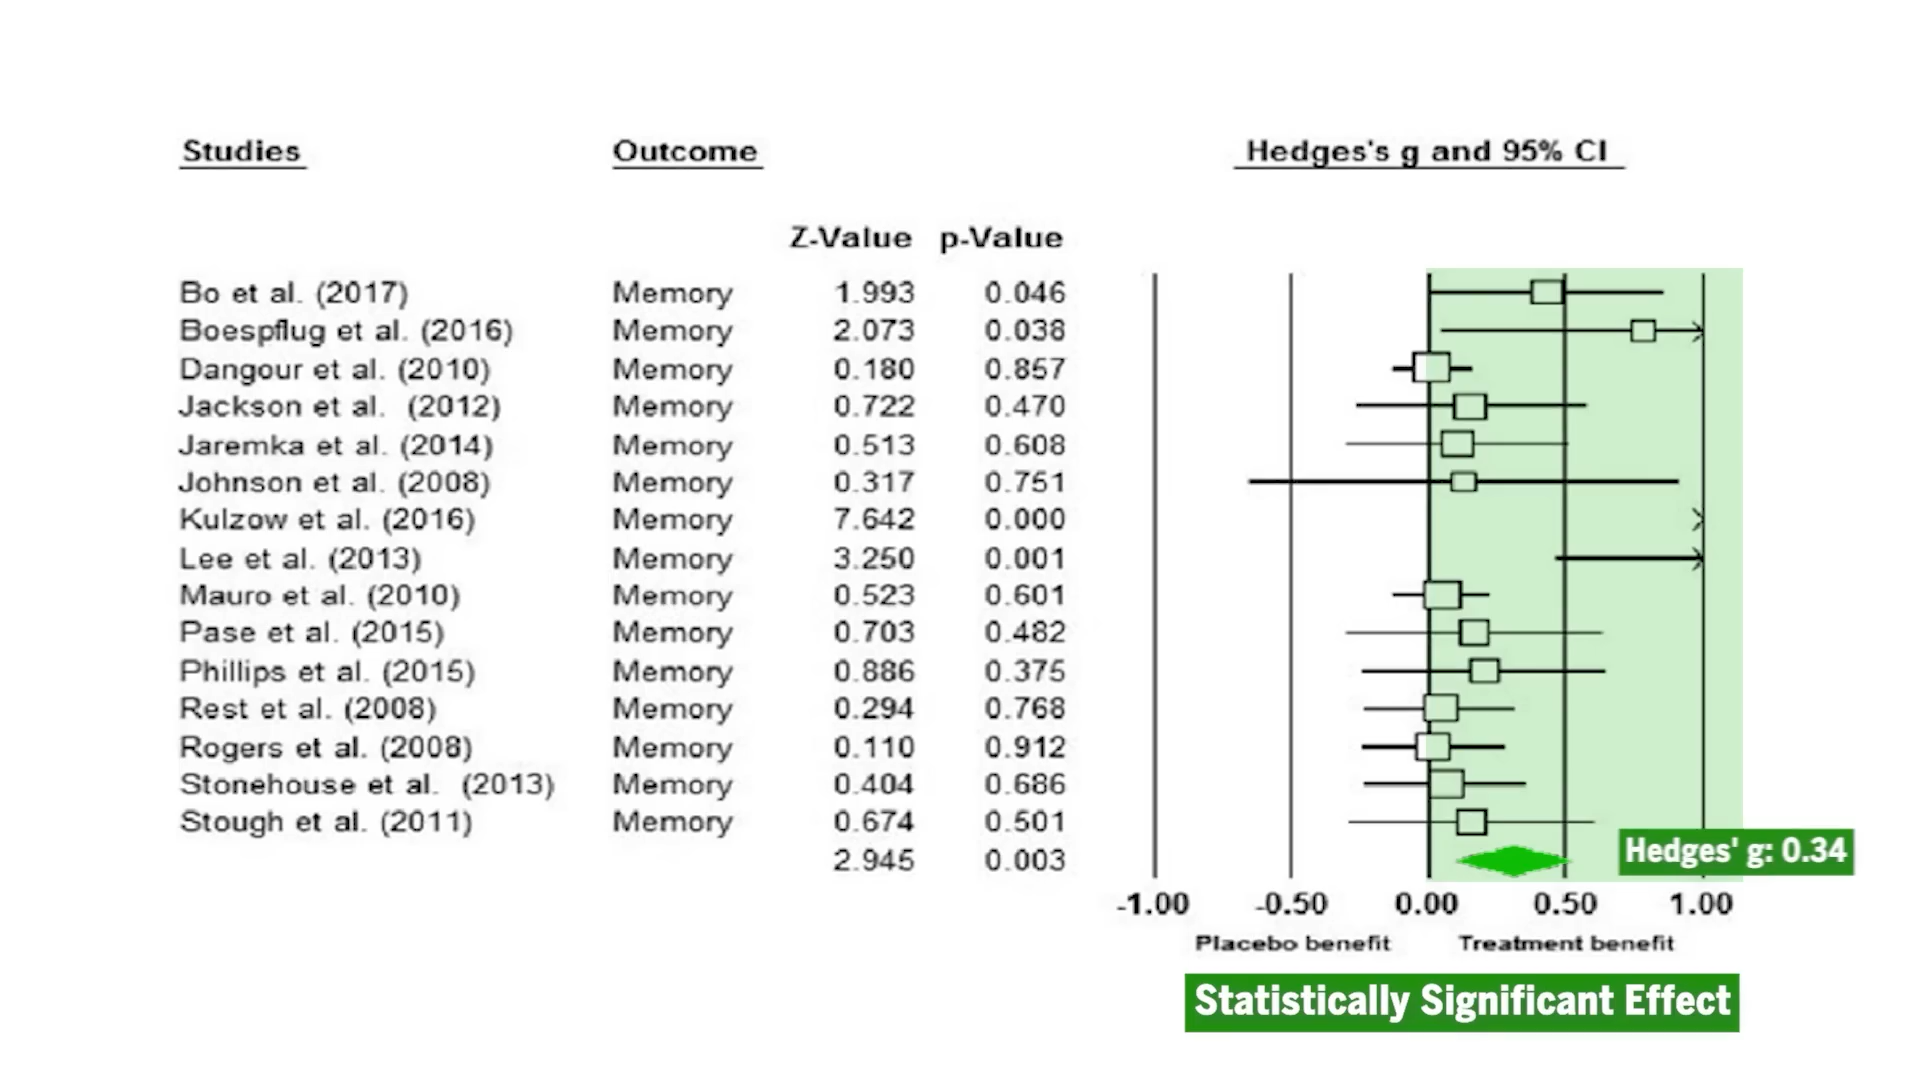 Studies Outcome Hedges's g and 95% CI
Z-Value p-Value
Bo et al. (2017) Memory 1.993 0.046
Boespflug et al. (2016) Memory 2.073 0.038
Dangour et al. (2010) Memory 0.180 0.857
Jackson et al. (2012) Memory 0.722 0.470
Jaremka et al. (2014) Memory 0.513 0.608
Johnson et al. (2008) Memory 0.317 0.751
Kulzow et al. (2016) Memory 7.642 0.000
Lee et al. (2013) Memory 3.250 0.001
Mauro et al. (2010) Memory 0.523 0.601
Pase et al. (2015) Memory 0.703 0.482
Phillips et al. (2015) Memory 0.886 0.375
Rest et al. (2008) Memory 0.294 0.768
Rogers et al. (2008) Memory 0.110 0.912
Stonehouse et al. (2013) Memory 0.404 0.686
Stough et al. (2011) Memory 0.674 0.501
2.945 0.003 Hedges' g: 0.34
-1.00 -0.50 0.00 0.50 1.00
Placebo benefit Treatment benefit
Statistically Significant Effect